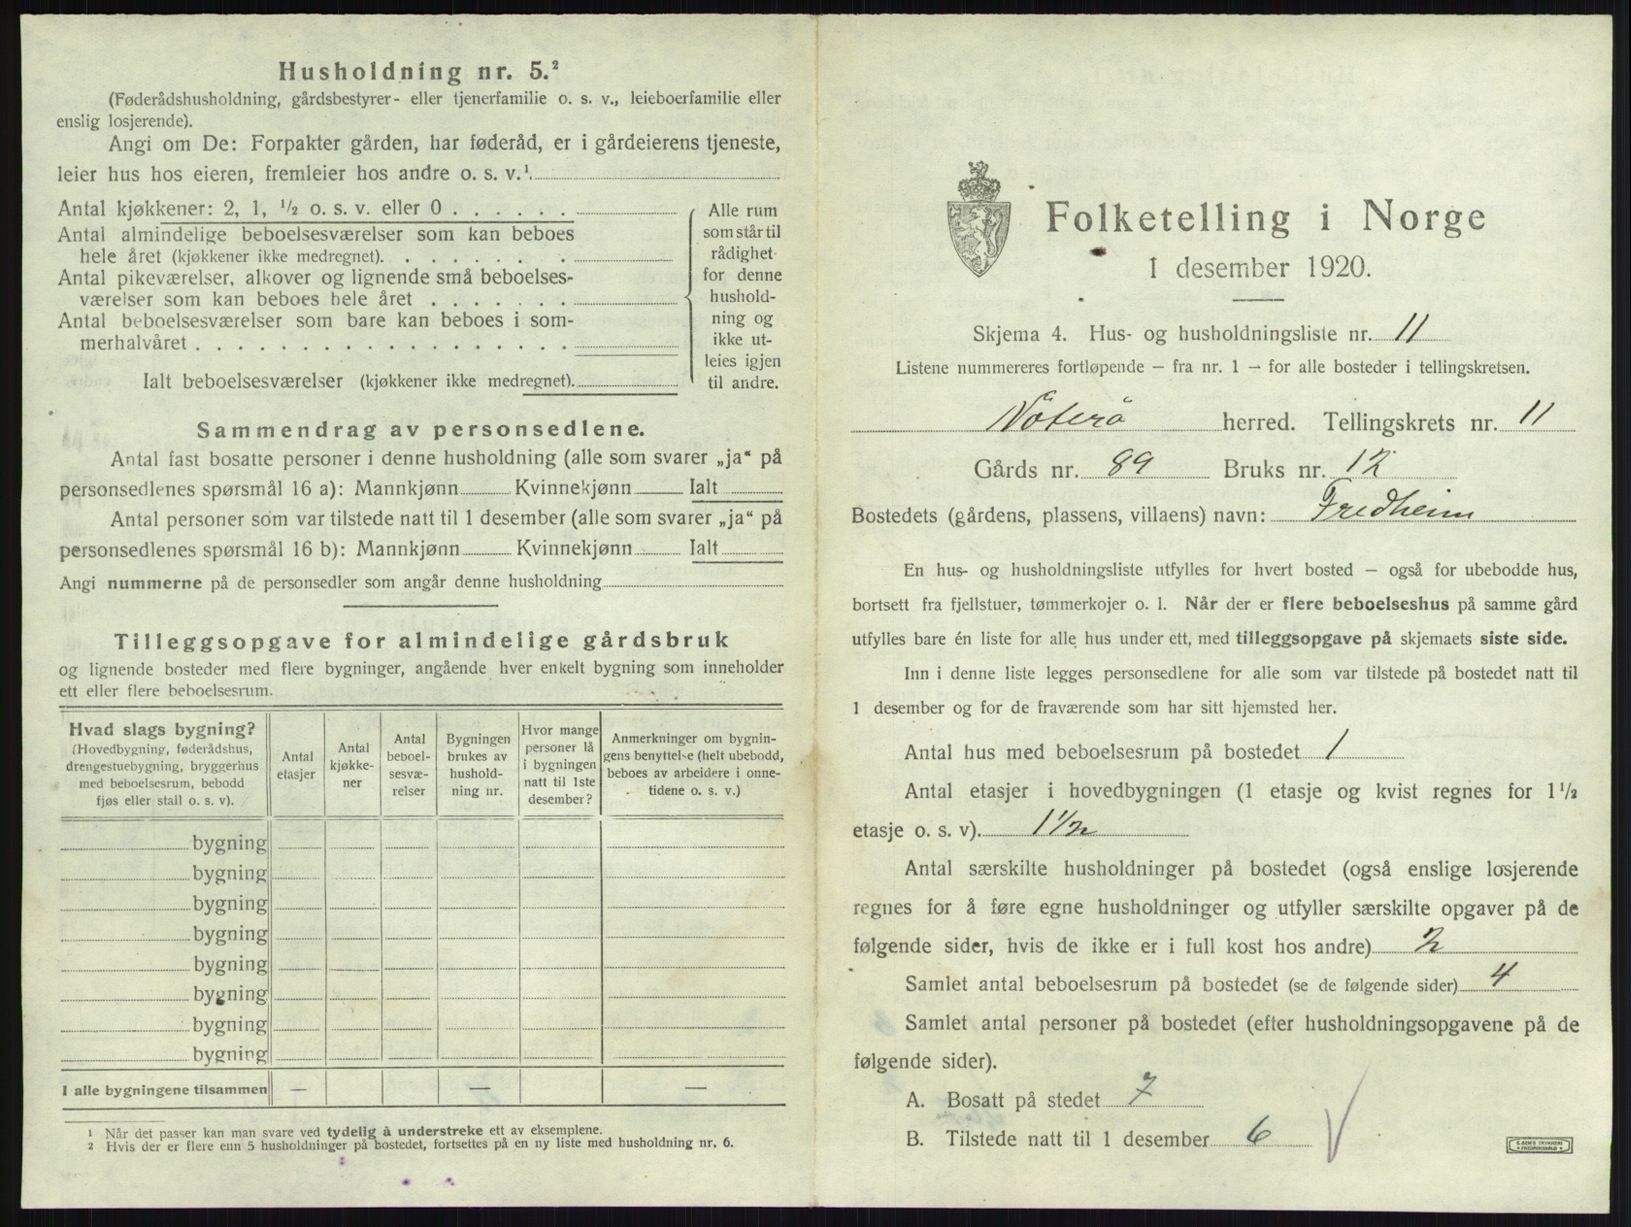 Husholdning nr. 5.²
(Føderådshusholdning, gårdsbestyrer- eller tjenerfamilie o. s. v., leieboerfamilie eller
enslig losjerende).
Angi om De: Forpakter gården, har føderåd, er i gårdeierens tjeneste,
leier hus hos eieren, fremleier hos andre o. s. v.¹
Antal kjøkkener: 2, 1, ½ o. s. v. eller 0 . . . . . .
Antal almindelige beboelsesværelser som kan beboes
hele året (kjøkkener ikke medregnet). . . . . . . .
Antal pikeværelser, alkover og lignende små beboelses-
værelser som kan beboes hele året . . . . . . .
Antal beboelsesværelser som bare kan beboes i som-
merhalvåret . . . . . . . . . . . . . . . . . .
Ialt beboelsesværelser (kjøkkener ikke medregnet).
Alle rum
som står til
rådighet
for denne
hushold-
ning og
ikke ut-
leies igjen
til andre.
Sammendrag av personsedlene.
Antal fast bosatte personer i denne husholdning (alle som svarer „ja“ på
personsedlenes spørsmål 16 a): Mannkjønn Kvinnekjønn Ialt
Antal personer som var tilstede natt til 1 desember (alle som svarer „ja“ på
personsedlenes spørsmål 16 b): Mannkjønn Kvinnekjønn Ialt
Angi nummerne på de personsedler som angår denne husholdning
Tilleggsopgave for almindelige gårdsbruk
og lignende bosteder med flere bygninger, angående hver enkelt bygning som inneholder
ett eller flere beboelsesrum.
Hvad slags bygning?
(Hovedbygning, føderådshus,
drengestuebygning, bryggerhus
med beboelsesrum, bebodd
fjøs eller stall o. s. v).
Antal
etasjer
Antal
kjøkke-
ner
Antal
beboel-
sesvæ-
relser
Bygningen
brukes av
hushold-
ning nr.
Hvor mange
personer lå
i bygningen
natt til 1ste
desember?
Anmerkninger om bygnin-
gens benyttelse (helt ubebodd,
beboes av arbeidere i onne-
tidene o. s. v.)
bygning
bygning
bygning
bygning
bygning
bygning
bygning
bygning
I alle bygningene tilsammen — — —
¹ Når det passer kan man svare ved tydelig å understreke ett av eksemplene.
² Hvis der er flere enn 5 husholdninger på bostedet, fortsettes på en ny liste med husholdning nr. 6.
Folketelling i Norge
1 desember 1920.
Skjema 4. Hus- og husholdningsliste nr. 11
Listene nummereres fortløpende — fra nr. 1 — for alle bosteder i tellingskretsen.
Nøterø herred. Tellingskrets nr. 11
Gårds nr. 89 Bruks nr. 12
Bostedets (gårdens, plassens, villaens) navn: Fredheim
En hus- og husholdningsliste utfylles for hvert bosted — også for ubebodde hus,
bortsett fra fjellstuer, tømmerkojer o. l. Når der er flere beboelseshus på samme gård
utfylles bare én liste for alle hus under ett, med tilleggsopgave på skjemaets siste side.
Inn i denne liste legges personsedlene for alle som var tilstede på bostedet natt til
1 desember og for de fraværende som har sitt hjemsted her.
Antal hus med beboelsesrum på bostedet 1
Antal etasjer i hovedbygningen (1 etasje og kvist regnes for 1½
etasje o. s. v). 1½
Antal særskilte husholdninger på bostedet (også enslige losjerende
regnes for å føre egne husholdninger og utfyller særskilte opgaver på de
følgende sider, hvis de ikke er i full kost hos andre) 2
Samlet antal beboelsesrum på bostedet (se de følgende sider) 4
Samlet antal personer på bostedet (efter husholdningsopgavene på de
følgende sider).
A. Bosatt på stedet 7
B. Tilstede natt til 1 desember 6